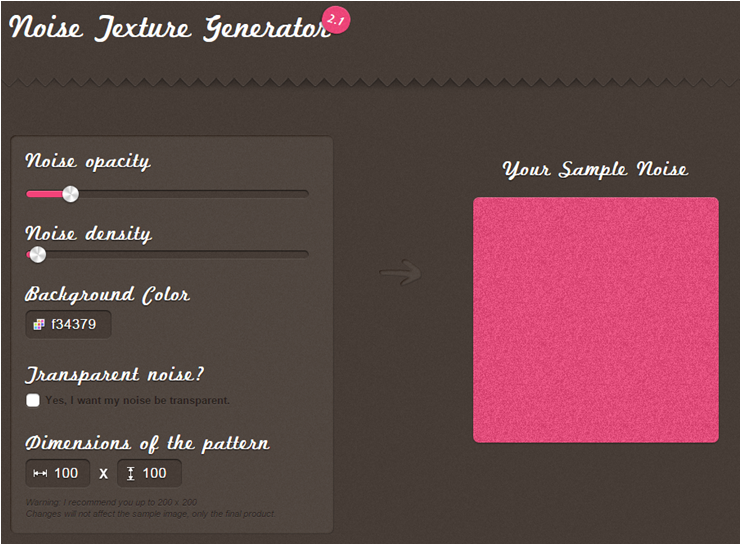 Noise Texture Generator
2.1
Noise opacity
Noise density
Background Color
f34379
Transparent noise?
Yes, I want my noise be transparent.
Dimensions of the pattern
100 X 100
Warning: I recommend you up to 200 x 200
Changes will not affect the sample image, only the final product.
Your Sample Noise